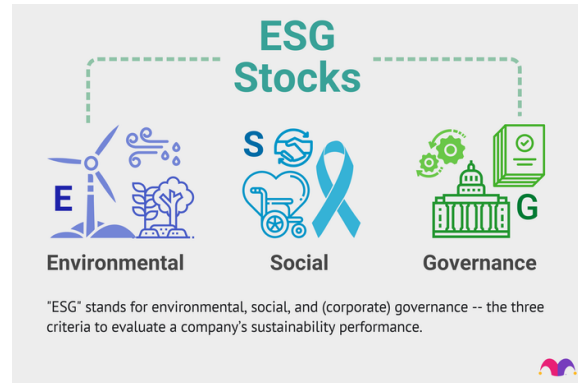 ESG
Stocks
E
S
G
Environmental
Social
Governance
"ESG" stands for environmental, social, and (corporate) governance -- the three
criteria to evaluate a company's sustainability performance.